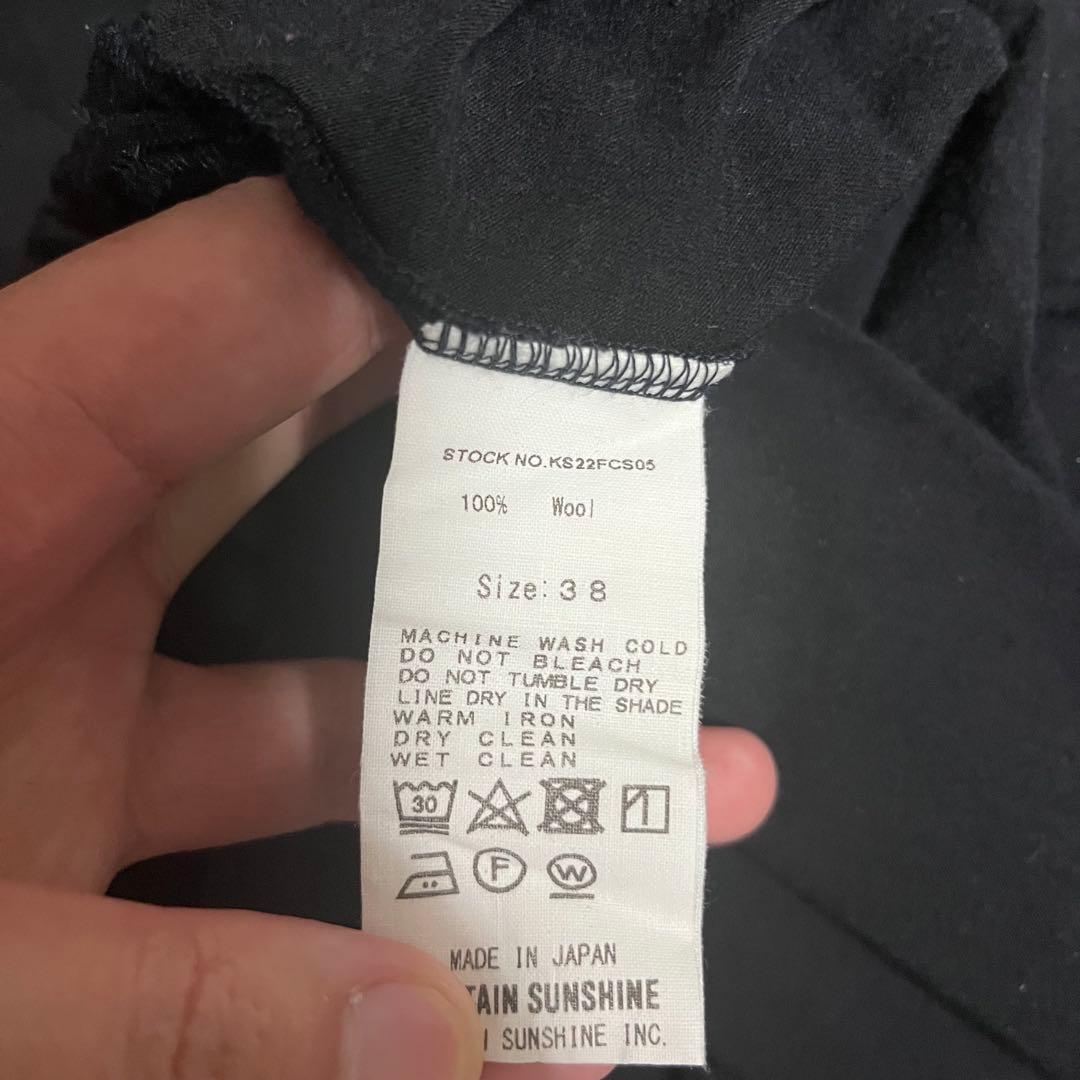 STOCK NO.KS22FCS05
100% Wool
Size: 38
MACHINE WASH COLD
DO NOT BLEACH
DO NOT TUMBLE DRY
LINE DRY IN THE SHADE
WARM IRON
DRY CLEAN
WET CLEAN
30
F W
MADE IN JAPAN
SUNSHINE
SUNSHINE INC.